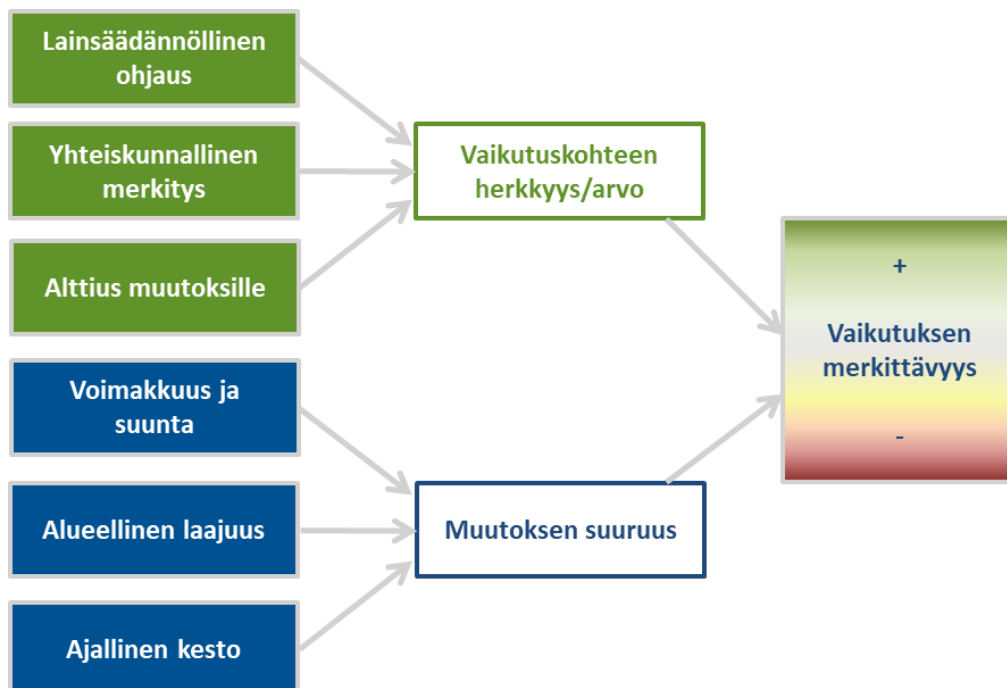 Lainsäädännöllinen
ohjaus
Yhteiskunnallinen
merkitys
Alttius muutoksille
Voimakkuus ja
suunta
Alueellinen laajuus
Ajallinen kesto
Vaikutuskohteen
herkkyys/arvo
Muutoksen suuruus
+
Vaikutuksen
merkittävyys
-